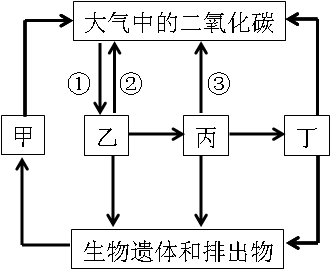 大气中的二氧化碳
① ② ③
甲 乙 丙 丁
生物遗体和排出物